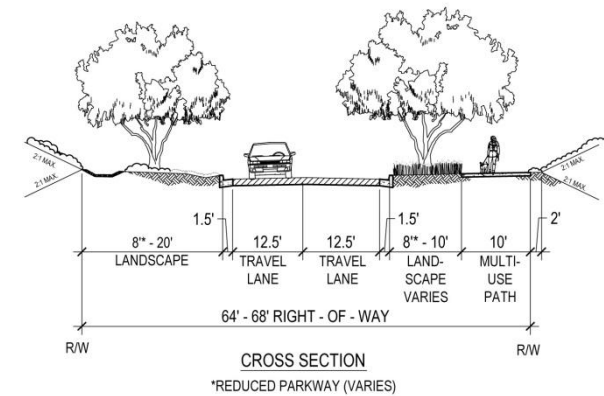 2:1 MAX.
2:1 MAX.
2:1 MAX.
2:1 MAX.
1.5'
1.5'
2'
8'* - 20'
LANDSCAPE
12.5'
TRAVEL
LANE
12.5'
TRAVEL
LANE
8'* - 10'
LAND-
SCAPE
VARIES
10'
MULTI-
USE
PATH
64' - 68' RIGHT - OF - WAY
R/W
R/W
CROSS SECTION
*REDUCED PARKWAY (VARIES)